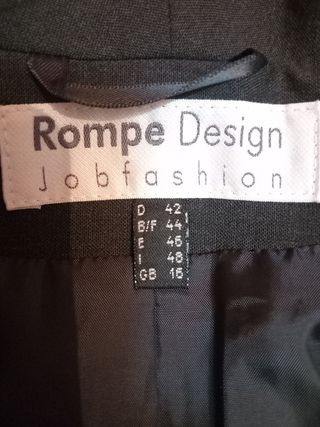 Rompe Design
Jobfashion
D 42
B/F 44
E 46
I 48
GB 16